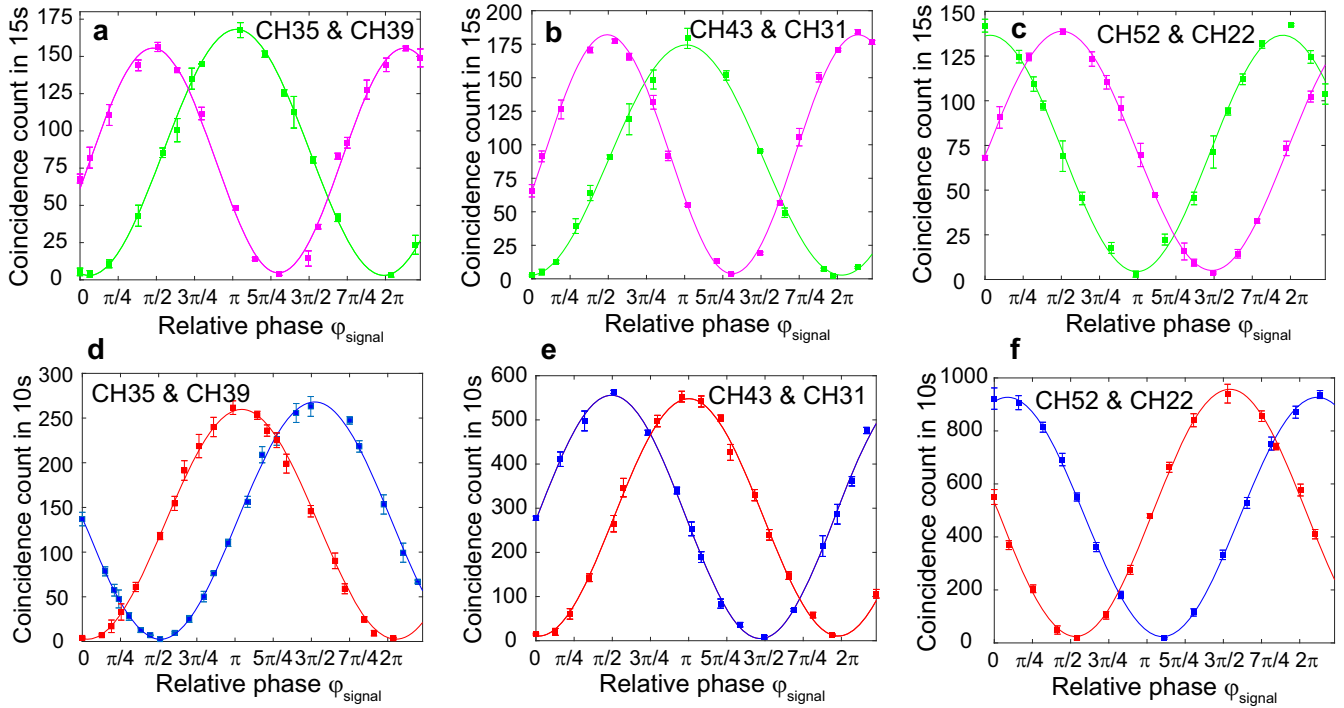 a CH35 & CH39
Coincidence count in 15s
175
150
125
100
75
50
25
0
0 π/4 π/2 3π/4 π 5π/4 3π/2 7π/4 2π
Relative phase φsignal
b CH43 & CH31
Coincidence count in 15s
200
175
150
125
100
75
50
25
0
0 π/4 π/2 3π/4 π 5π/4 3π/2 7π/4 2π
Relative phase φsignal
c CH52 & CH22
Coincidence count in 15s
150
125
100
75
50
25
0
0 π/4 π/2 3π/4 π 5π/4 3π/2 7π/4 2π
Relative phase φsignal
d
CH35 & CH39
Coincidence count in 10s
300
250
200
150
100
50
0
0 π/4 π/2 3π/4 π 5π/4 3π/2 7π/4 2π
Relative phase φsignal
e
CH43 & CH31
Coincidence count in 10s
600
500
400
300
200
100
0
0 π/4 π/2 3π/4 π 5π/4 3π/2 7π/4 2π
Relative phase φsignal
f
CH52 & CH22
Coincidence count in 10s
1000
800
600
400
200
0
0 π/4 π/2 3π/4 π 5π/4 3π/2 7π/4 2π
Relative phase φsignal